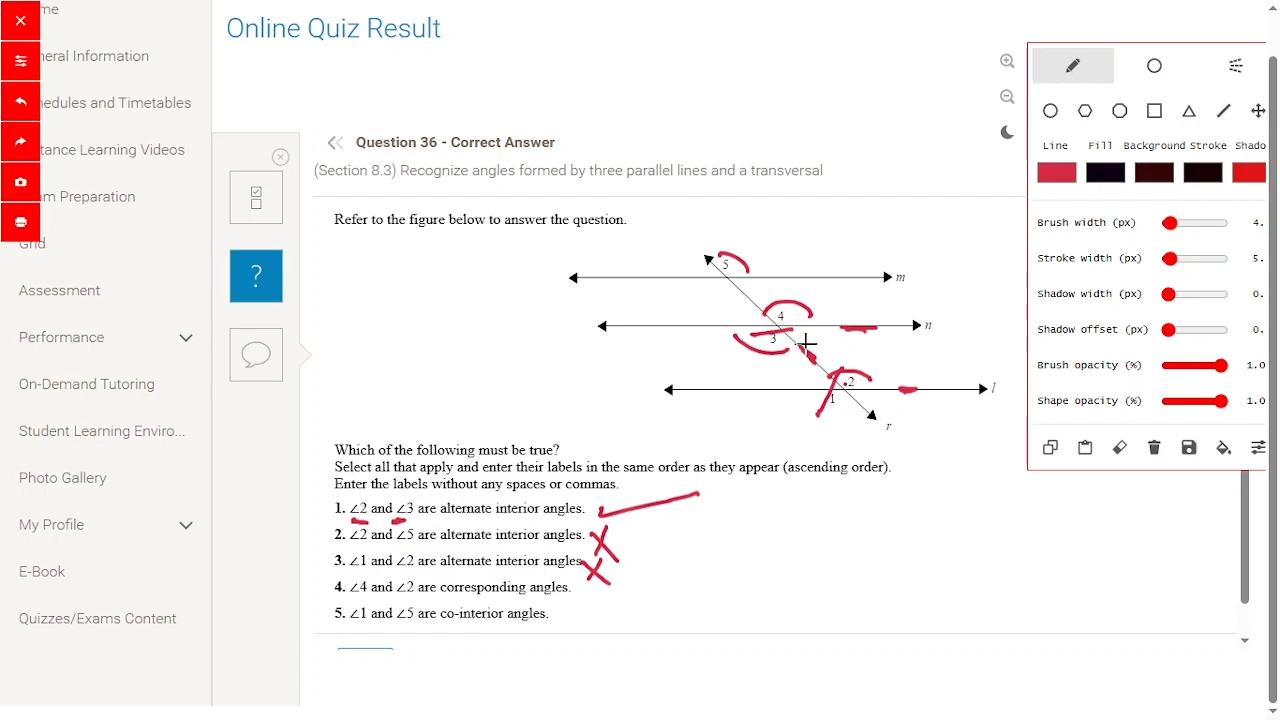 me
Online Quiz Result
neral Information
hedules and Timetables
tance Learning Videos
am Preparation
Grid
Assessment
Performance
On-Demand Tutoring
Student Learning Enviro...
Photo Gallery
My Profile
E-Book
Quizzes/Exams Content
?
Question 36 - Correct Answer
(Section 8.3) Recognize angles formed by three parallel lines and a transversal
Refer to the figure below to answer the question.
5
m
4
n
3
2
l
1
r
Which of the following must be true?
Select all that apply and enter their labels in the same order as they appear (ascending order).
Enter the labels without any spaces or commas.
1. ∠2 and ∠3 are alternate interior angles.
2. ∠2 and ∠5 are alternate interior angles.
3. ∠1 and ∠2 are alternate interior angles.
4. ∠4 and ∠2 are corresponding angles.
5. ∠1 and ∠5 are co-interior angles.
Line Fill Background Stroke Shado
Brush width (px) 4.
Stroke width (px) 5.
Shadow width (px) 0.
Shadow offset (px) 0.
Brush opacity (%) 1.0
Shape opacity (%) 1.0